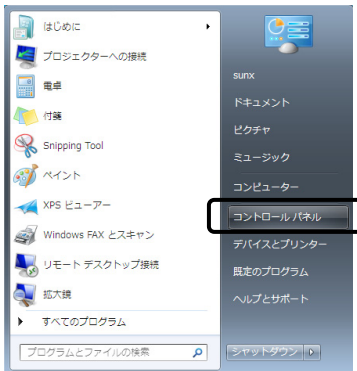 はじめに
プロジェクターへの接続
電卓
付箋
Snipping Tool
ペイント
XPS ビューアー
Windows FAX とスキャン
リモート デスクトップ接続
拡大鏡
すべてのプログラム
プログラムとファイルの検索
sunx
ドキュメント
ピクチャ
ミュージック
コンピューター
コントロール パネル
デバイスとプリンター
既定のプログラム
ヘルプとサポート
シャットダウン